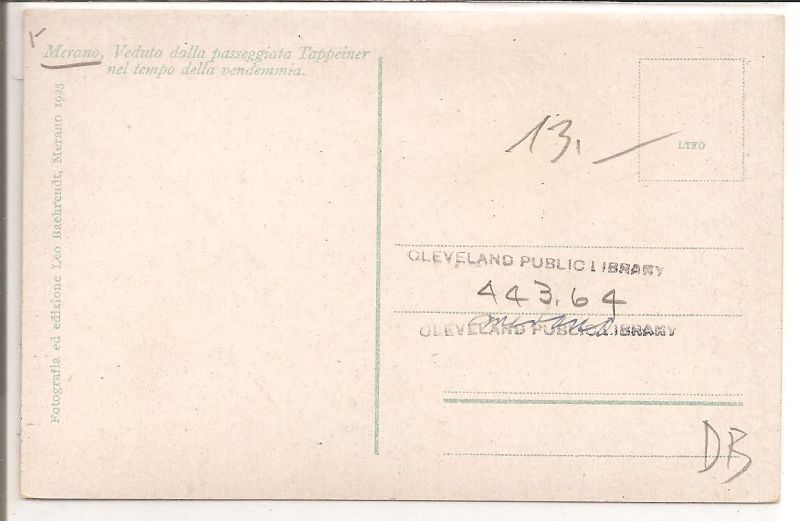 Merano, Veduta dalla passeggiata Tappeiner
nel tempo della vendemmia.
Fotografia ed edizione Leo Baehrendt, Merano 1925
13.—
LTFO
CLEVELAND PUBLIC LIBRARY
443.64
CLEVELAND PUBLIC LIBRARY
DB